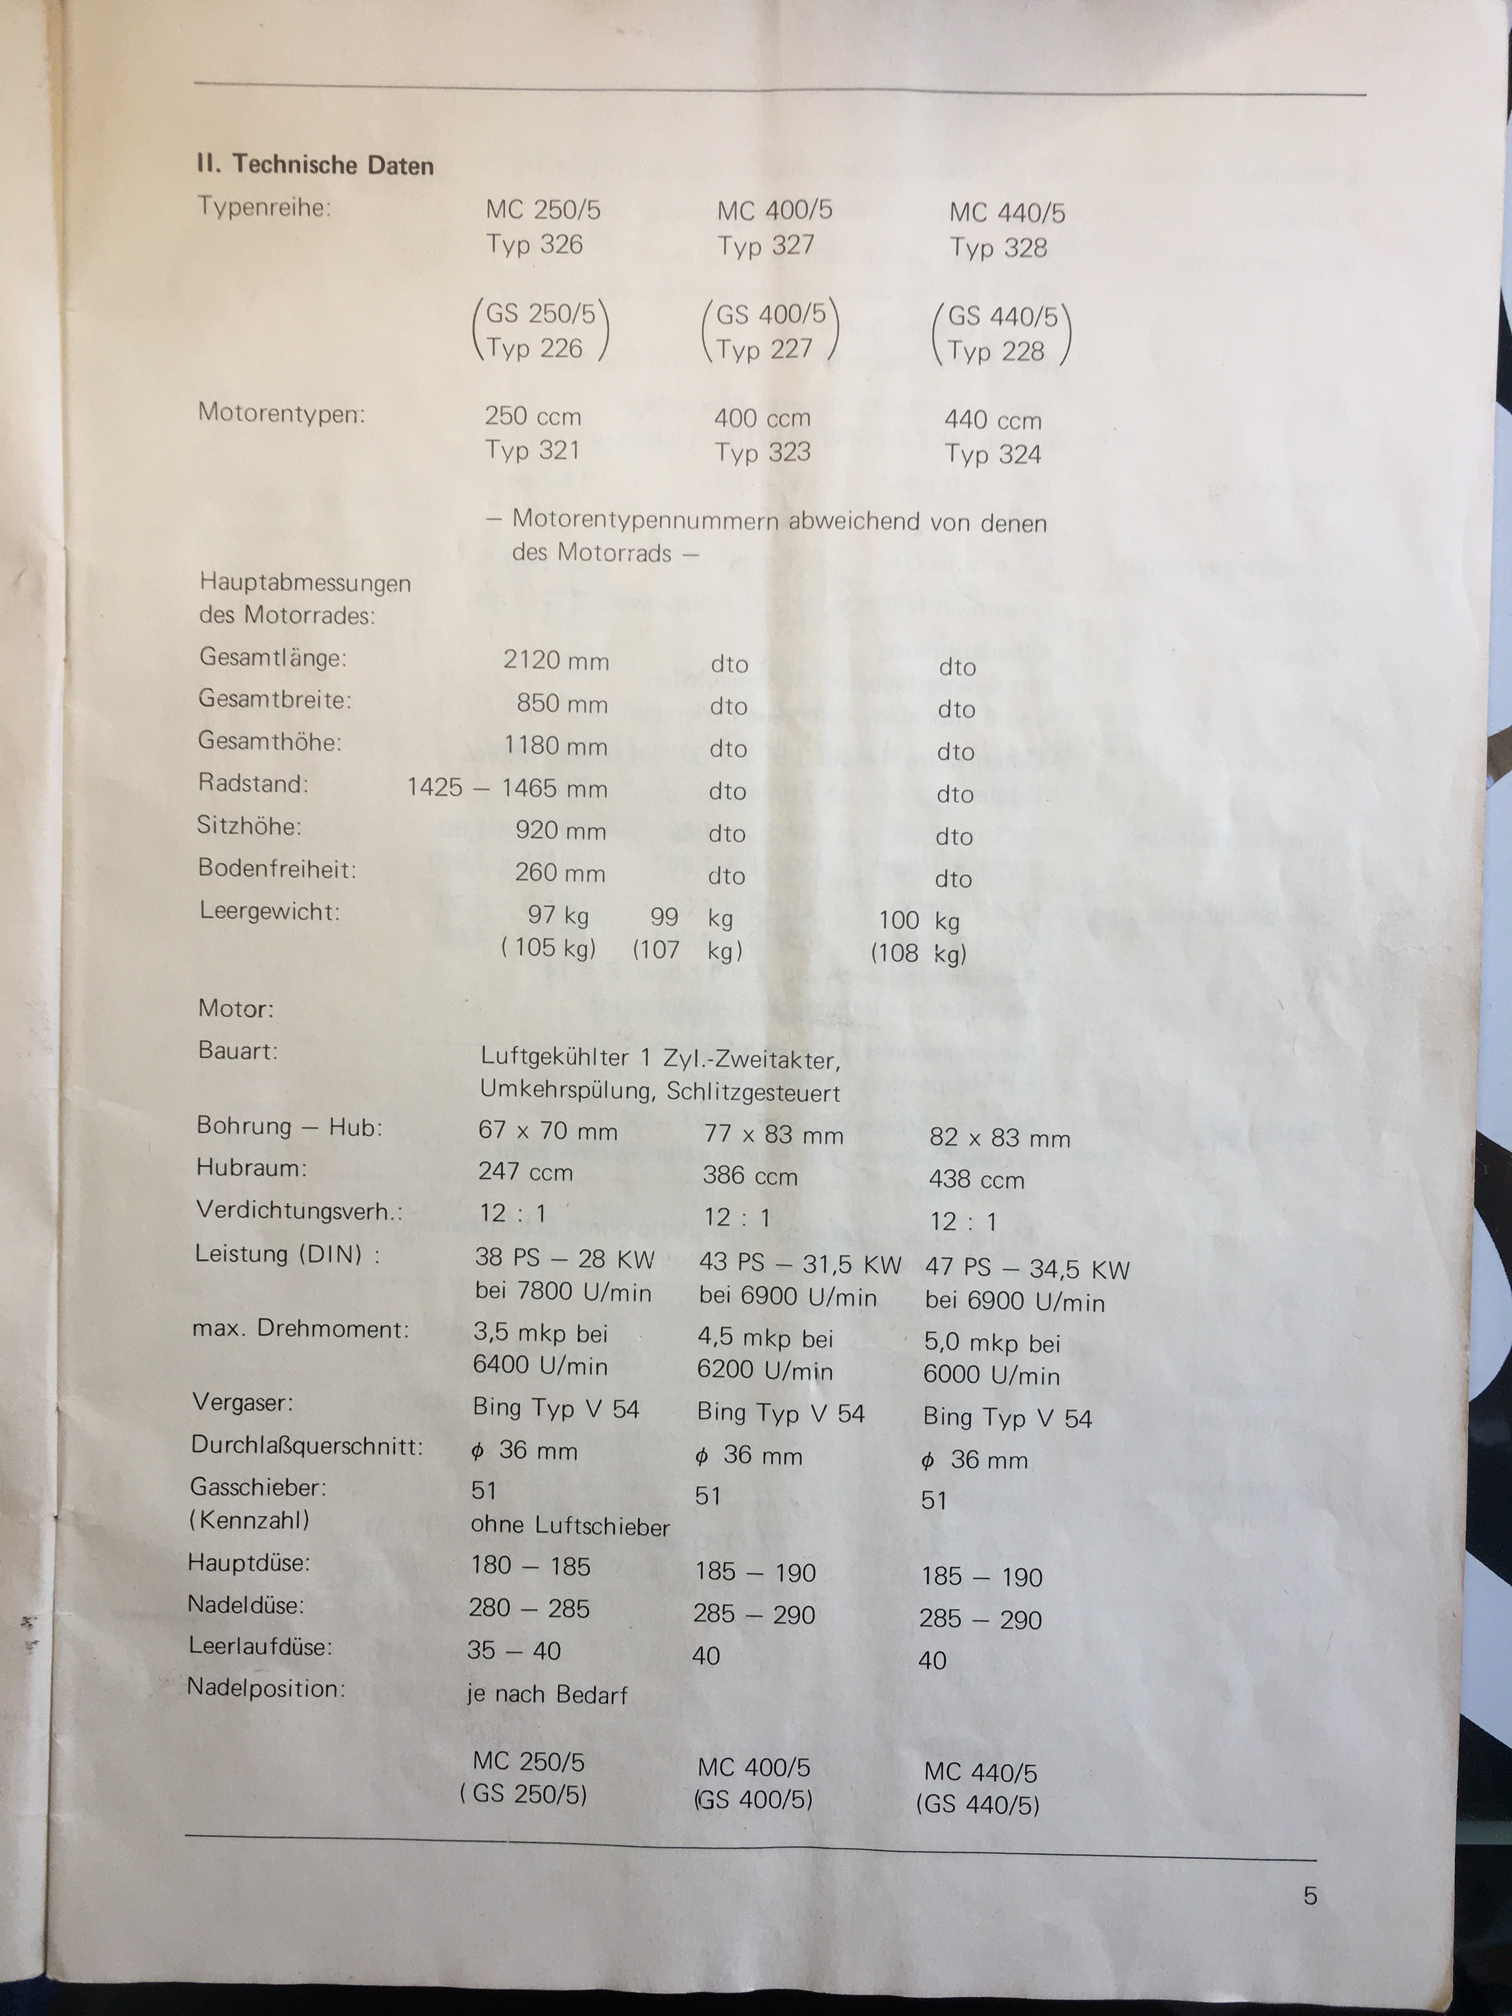 II. Technische Daten
Typenreihe: MC 250/5 MC 400/5 MC 440/5
Typ 326 Typ 327 Typ 328
(GS 250/5 (GS 400/5 (GS 440/5
Typ 226) Typ 227) Typ 228)
Motorentypen: 250 ccm 400 ccm 440 ccm
Typ 321 Typ 323 Typ 324
– Motorentypennummern abweichend von denen
des Motorrads –
Hauptabmessungen
des Motorrades:
Gesamtlänge: 2120 mm dto dto
Gesamtbreite: 850 mm dto dto
Gesamthöhe: 1180 mm dto dto
Radstand: 1425 – 1465 mm dto dto
Sitzhöhe: 920 mm dto dto
Bodenfreiheit: 260 mm dto dto
Leergewicht: 97 kg 99 kg 100 kg
(105 kg) (107 kg) (108 kg)
Motor:
Bauart: Luftgekühlter 1 Zyl.-Zweitakter,
Umkehrspülung, Schlitzgesteuert
Bohrung – Hub: 67 x 70 mm 77 x 83 mm 82 x 83 mm
Hubraum: 247 ccm 386 ccm 438 ccm
Verdichtungsverh.: 12 : 1 12 : 1 12 : 1
Leistung (DIN) : 38 PS – 28 KW 43 PS – 31,5 KW 47 PS – 34,5 KW
bei 7800 U/min bei 6900 U/min bei 6900 U/min
max. Drehmoment: 3,5 mkp bei 4,5 mkp bei 5,0 mkp bei
6400 U/min 6200 U/min 6000 U/min
Vergaser: Bing Typ V 54 Bing Typ V 54 Bing Typ V 54
Durchlaßquerschnitt: ϕ 36 mm ϕ 36 mm ϕ 36 mm
Gasschieber: 51 51 51
(Kennzahl) ohne Luftschieber
Hauptdüse: 180 – 185 185 – 190 185 – 190
Nadeldüse: 280 – 285 285 – 290 285 – 290
Leerlaufdüse: 35 – 40 40 40
Nadelposition: je nach Bedarf
MC 250/5 MC 400/5 MC 440/5
(GS 250/5) (GS 400/5) (GS 440/5)
5